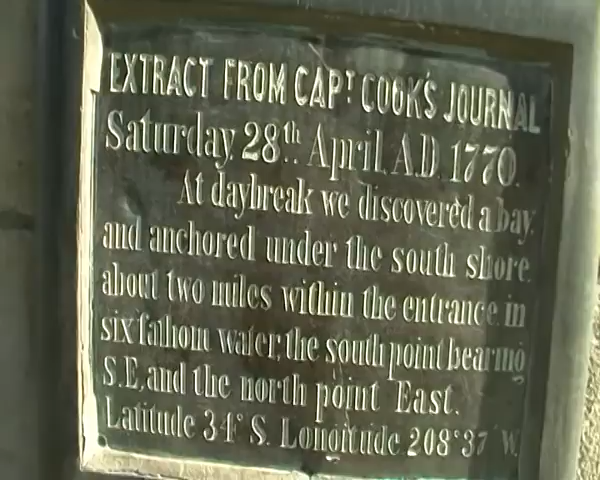 EXTRACT FROM CAPT COOK'S JOURNAL
Saturday 28th April. A.D. 1770.
At daybreak we discovered a bay,
and anchored under the south shore
about two miles within the entrance in
six fathom water, the south point bearing
S.E. and the north point East.
Latitude 34° S. Longitude 208° 37' W.